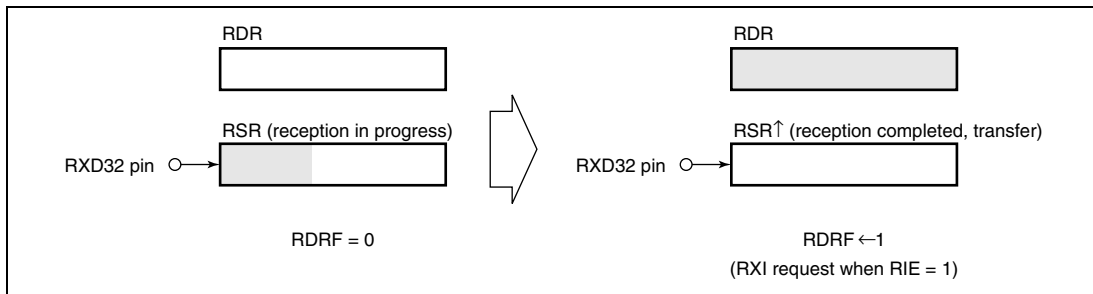 RDR
RSR (reception in progress)
RXD32 pin
RDRF = 0
RDR
RSR↑ (reception completed, transfer)
RXD32 pin
RDRF ←1
(RXI request when RIE = 1)